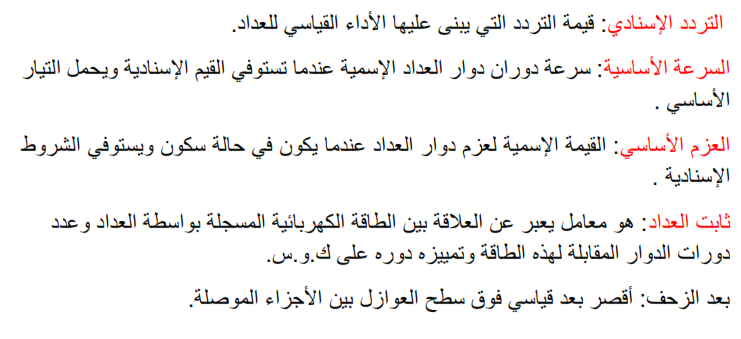 التردد الإسنادي: قيمة التردد التي يبنى عليها الأداء القياسي للعداد.
السرعة الأساسية: سرعة دوران دوار العداد الإسمية عندما تستوفي القيم الإسنادية ويحمل التيار
الأساسي .
العزم الأساسي: القيمة الإسمية لعزم دوار العداد عندما يكون في حالة سكون ويستوفي الشروط
الإسنادية .
ثابت العداد: هو معامل يعبر عن العلاقة بين الطاقة الكهربائية المسجلة بواسطة العداد وعدد
دورات الدوار المقابلة لهذه الطاقة وتمييزه دوره على ك.و.س.
بعد الزحف: أقصر بعد قياسي فوق سطح العوازل بين الأجزاء الموصلة.